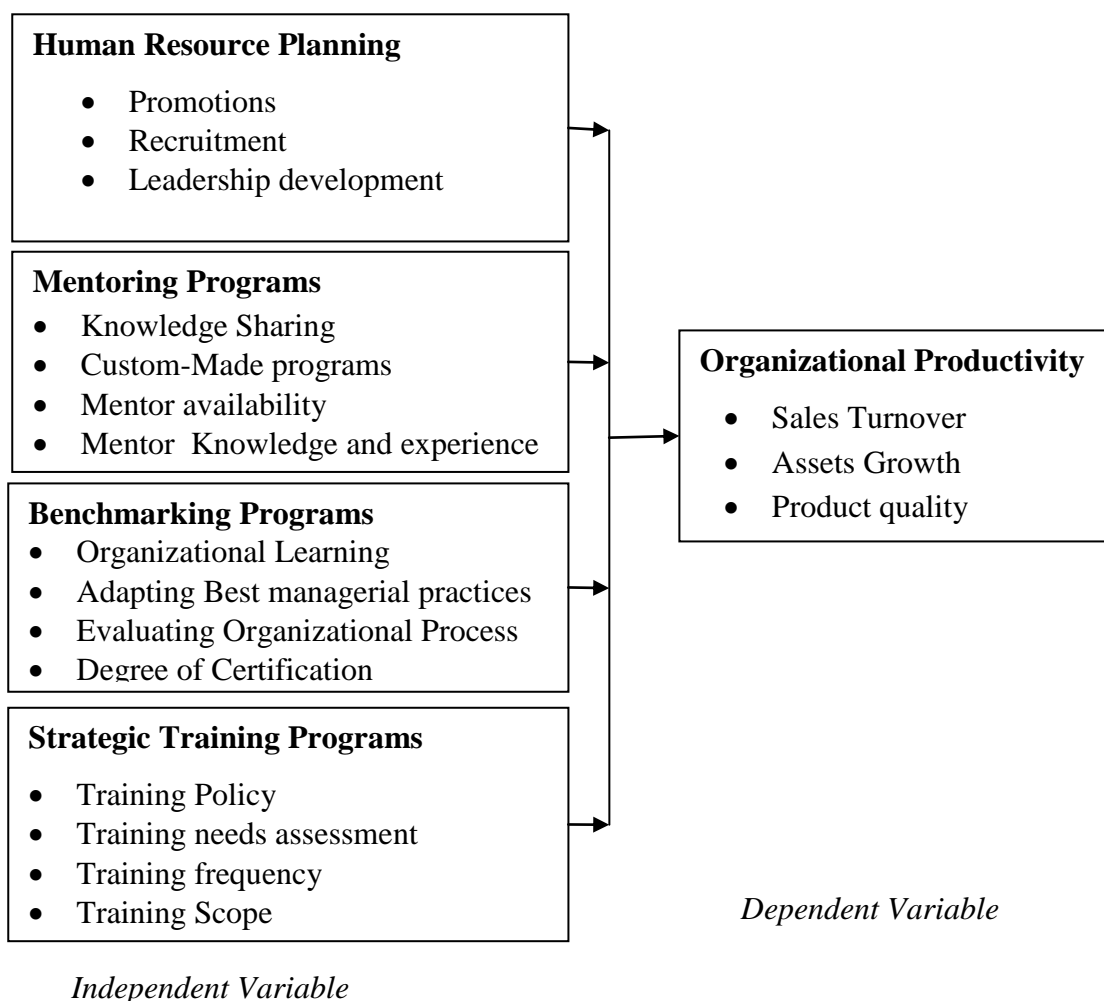 Human Resource Planning
• Promotions
• Recruitment
• Leadership development
Mentoring Programs
• Knowledge Sharing
• Custom-Made programs
• Mentor availability
• Mentor Knowledge and experience
Benchmarking Programs
• Organizational Learning
• Adapting Best managerial practices
• Evaluating Organizational Process
• Degree of Certification
Strategic Training Programs
• Training Policy
• Training needs assessment
• Training frequency
• Training Scope
Independent Variable
Organizational Productivity
• Sales Turnover
• Assets Growth
• Product quality
Dependent Variable